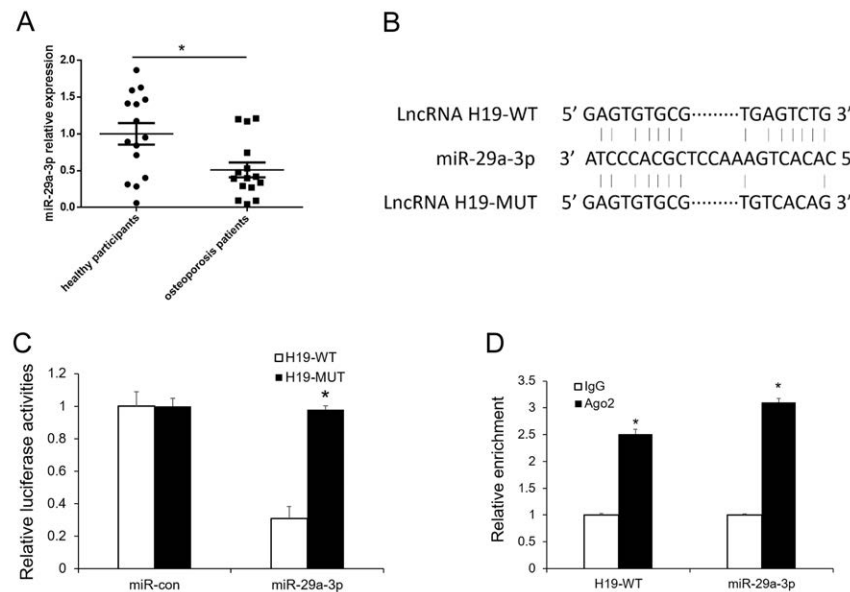 A
miR-29a-3p relative expression
*
2.0
1.5
1.0
0.5
0.0
healthy participants
osteoporosis patients
B
LncRNA H19-WT 5’ GAGTGTGCG·········TGAGTCTG 3’
miR-29a-3p 3’ ATCCCACGCTCCAAAGTCACAC 5
LncRNA H19-MUT 5’ GAGTGTGCG·········TGTCACAG 3’
C
Relative luciferase activities
1.2
1
0.8
0.6
0.4
0.2
0
H19-WT
H19-MUT
*
miR-con
miR-29a-3p
D
Relative enrichment
3.5
3
2.5
2
1.5
1
0.5
0
IgG
Ago2
*
*
H19-WT
miR-29a-3p